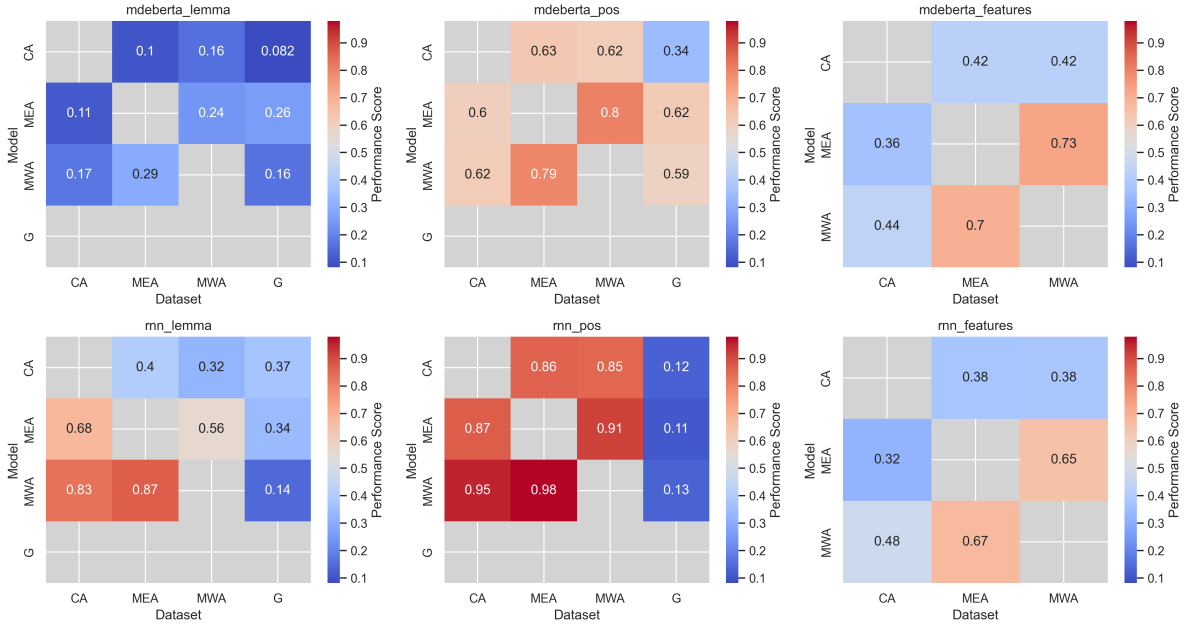 mdeberta_lemma
CA
0.1
0.16
0.082
MEA
0.11
0.24
0.26
MWA
0.17
0.29
0.16
G
CA
MEA
MWA
G
Dataset
Model
0.9
0.8
0.7
0.6
0.5
0.4
0.3
0.2
0.1
Performance Score
mdeberta_pos
CA
0.63
0.62
0.34
MEA
0.6
0.8
0.62
MWA
0.62
0.79
0.59
G
CA
MEA
MWA
G
Dataset
Model
0.9
0.8
0.7
0.6
0.5
0.4
0.3
0.2
0.1
Performance Score
mdeberta_features
CA
0.42
0.42
MEA
0.36
0.73
MWA
0.44
0.7
CA
MEA
MWA
Dataset
Model
0.9
0.8
0.7
0.6
0.5
0.4
0.3
0.2
0.1
Performance Score
rnn_lemma
CA
0.4
0.32
0.37
MEA
0.68
0.56
0.34
MWA
0.83
0.87
0.14
G
CA
MEA
MWA
G
Dataset
Model
0.9
0.8
0.7
0.6
0.5
0.4
0.3
0.2
0.1
Performance Score
rnn_pos
CA
0.86
0.85
0.12
MEA
0.87
0.91
0.11
MWA
0.95
0.98
0.13
G
CA
MEA
MWA
G
Dataset
Model
0.9
0.8
0.7
0.6
0.5
0.4
0.3
0.2
0.1
Performance Score
rnn_features
CA
0.38
0.38
MEA
0.32
0.65
MWA
0.48
0.67
CA
MEA
MWA
Dataset
Model
0.9
0.8
0.7
0.6
0.5
0.4
0.3
0.2
0.1
Performance Score